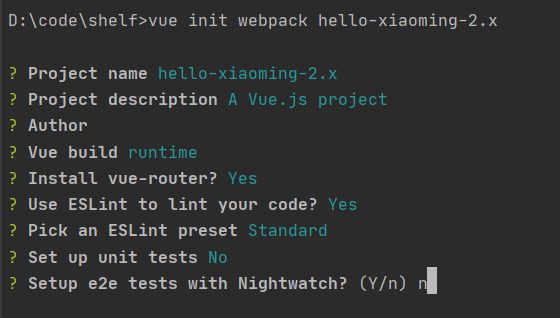 D:\code\shelf>vue init webpack hello-xiaoming-2.x
? Project name hello-xiaoming-2.x
? Project description A Vue.js project
? Author
? Vue build runtime
? Install vue-router? Yes
? Use ESLint to lint your code? Yes
? Pick an ESLint preset Standard
? Set up unit tests No
? Setup e2e tests with Nightwatch? (Y/n) n